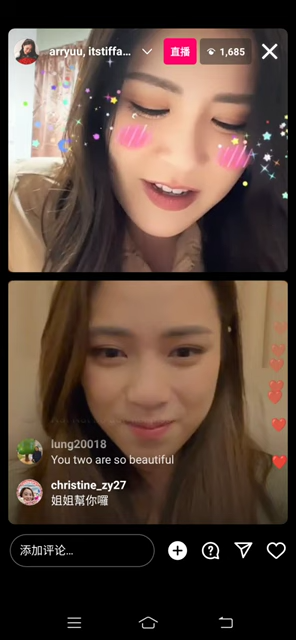 arryuu, itstiffa...
直播
1,685
lung20018
You two are so beautiful
christine_zy27
姐姐幫你囉
添加评论...